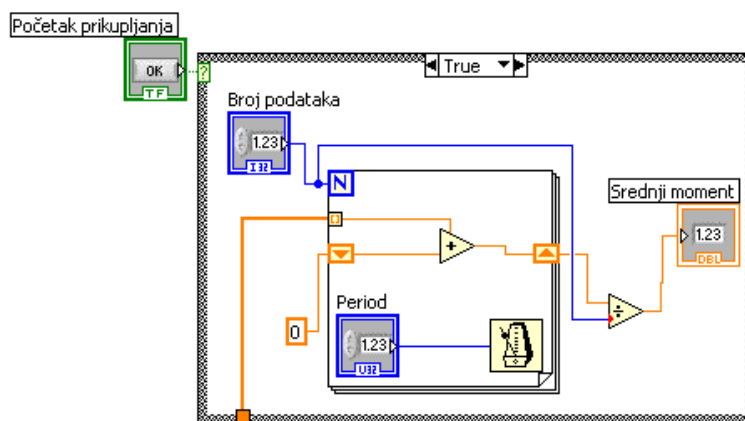 Početak prikupljanja
OK
TF
?
True
Broj podataka
1.23
I32
N
Srednji moment
1.23
DBL
+
÷
0
Period
1.23
U32